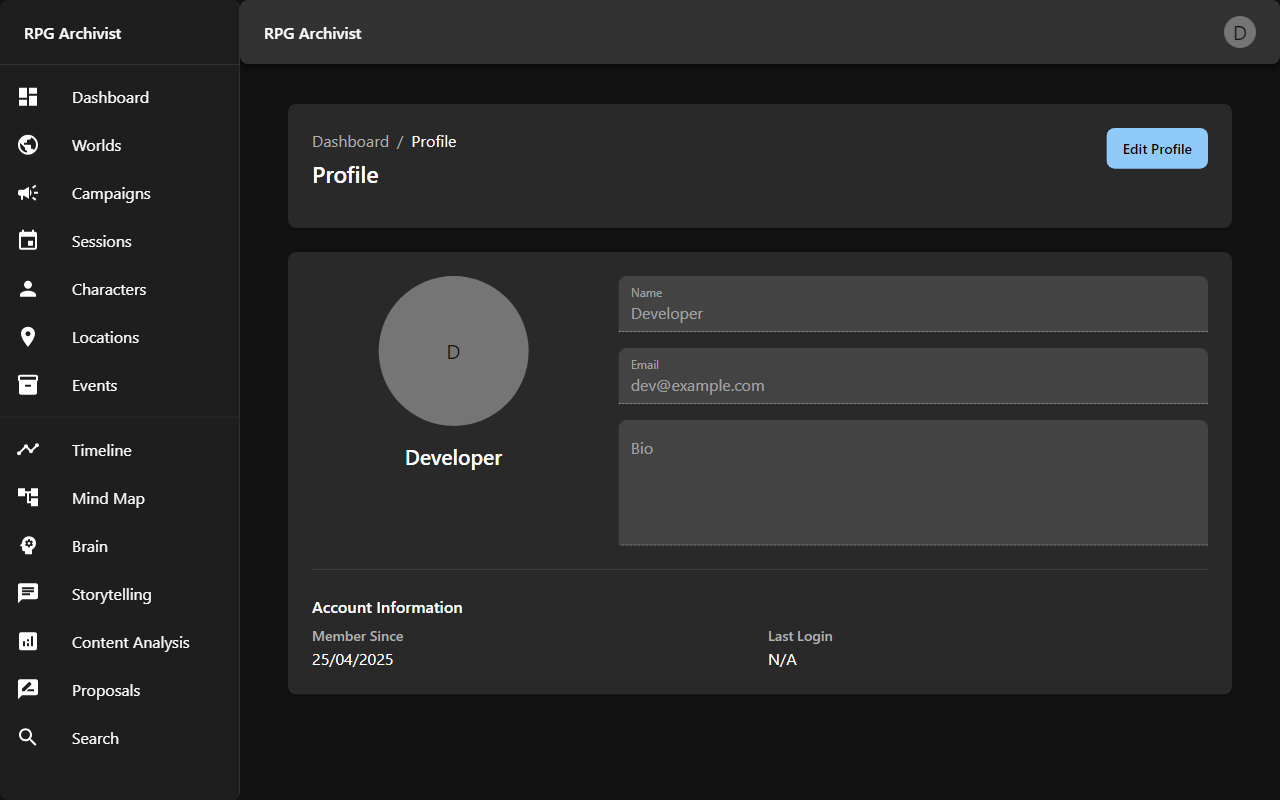 RPG Archivist
Dashboard
Worlds
Campaigns
Sessions
Characters
Locations
Events
Timeline
Mind Map
Brain
Storytelling
Content Analysis
Proposals
Search
RPG Archivist
D
Dashboard / Profile
Profile
Edit Profile
D
Developer
Name
Developer
Email
dev@example.com
Bio
Account Information
Member Since
25/04/2025
Last Login
N/A